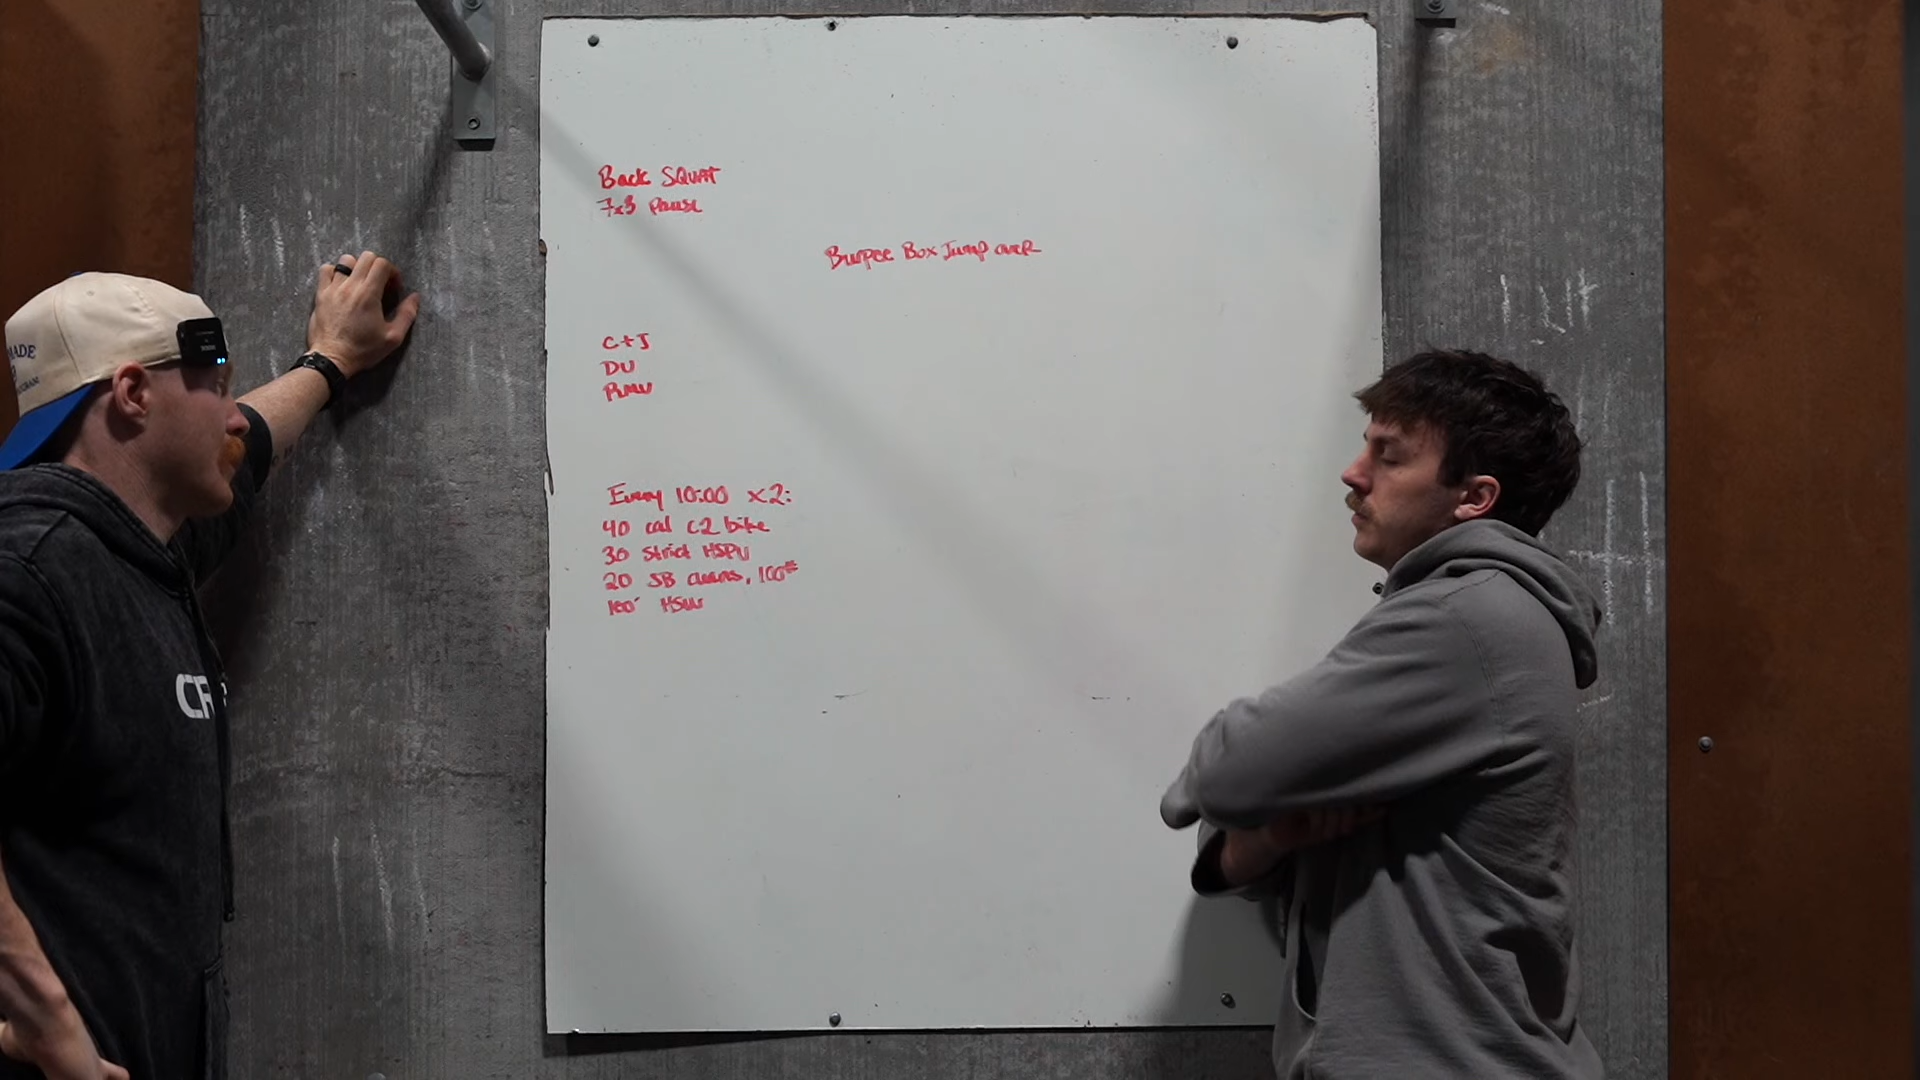 Back SQUAT
7x3 Pause
Burpee Box Jump over
C+J
DU
RMU
Every 10:00 x2:
40 cal C2 bike
30 Strict HSPU
20 SB cleans, 100#
100' HSW
MADE